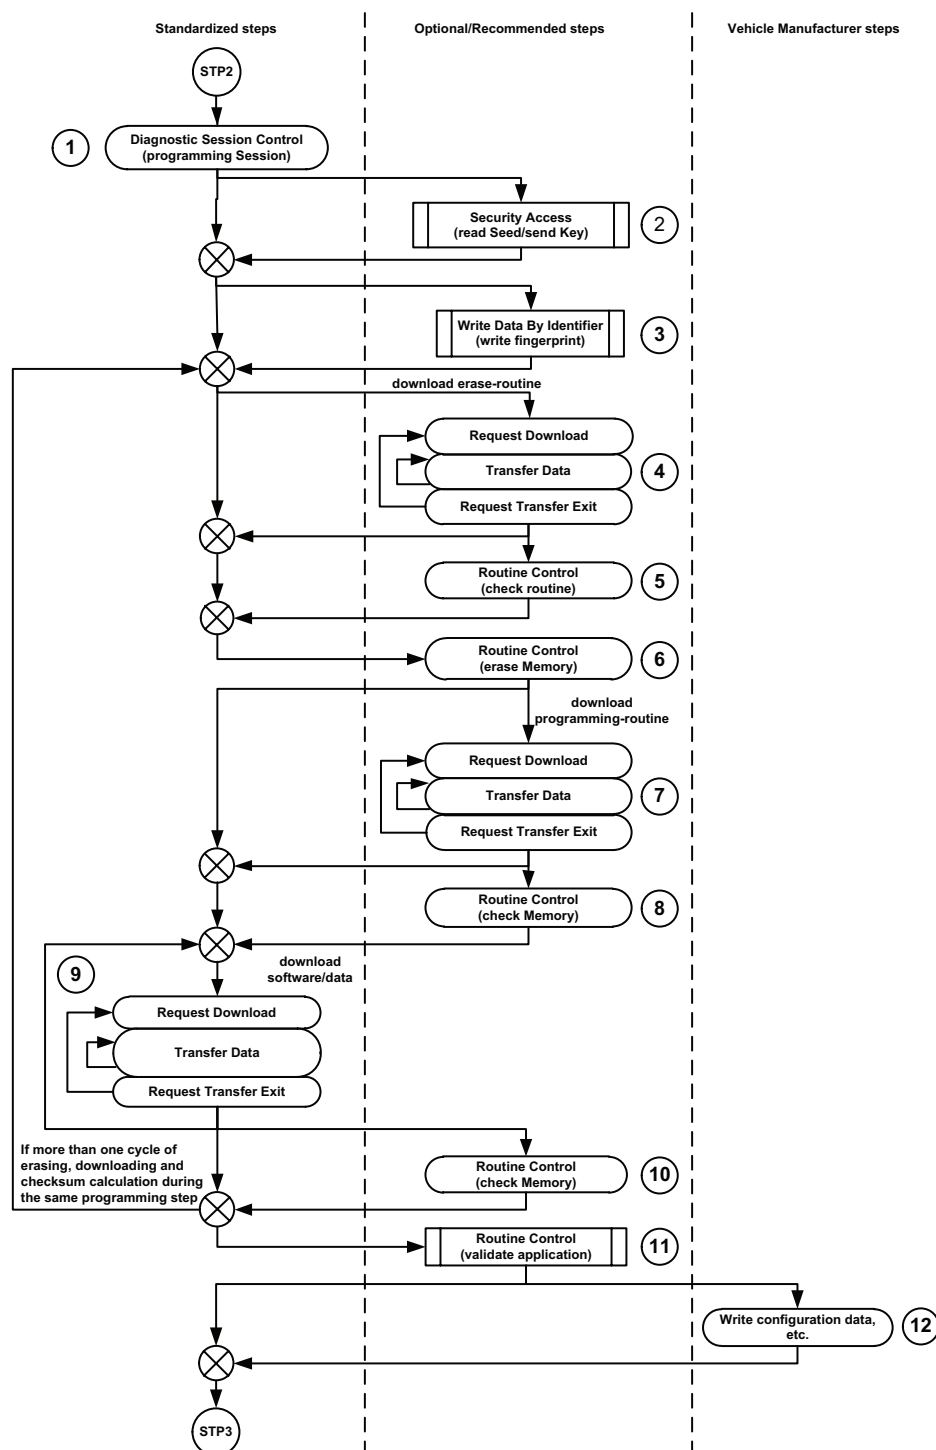 Standardized steps
Optional/Recommended steps
Vehicle Manufacturer steps
STP2
1
Diagnostic Session Control
(programming Session)
Security Access
(read Seed/send Key)
2
Write Data By Identifier
(write fingerprint)
3
download erase-routine
Request Download
Transfer Data
4
Request Transfer Exit
Routine Control
(check routine)
5
Routine Control
(erase Memory)
6
download
programming-routine
Request Download
Transfer Data
7
Request Transfer Exit
Routine Control
(check Memory)
8
download
software/data
9
Request Download
Transfer Data
Request Transfer Exit
If more than one cycle of
erasing, downloading and
checksum calculation during
the same programming step
Routine Control
(check Memory)
10
Routine Control
(validate application)
11
Write configuration data,
etc.
12
STP3